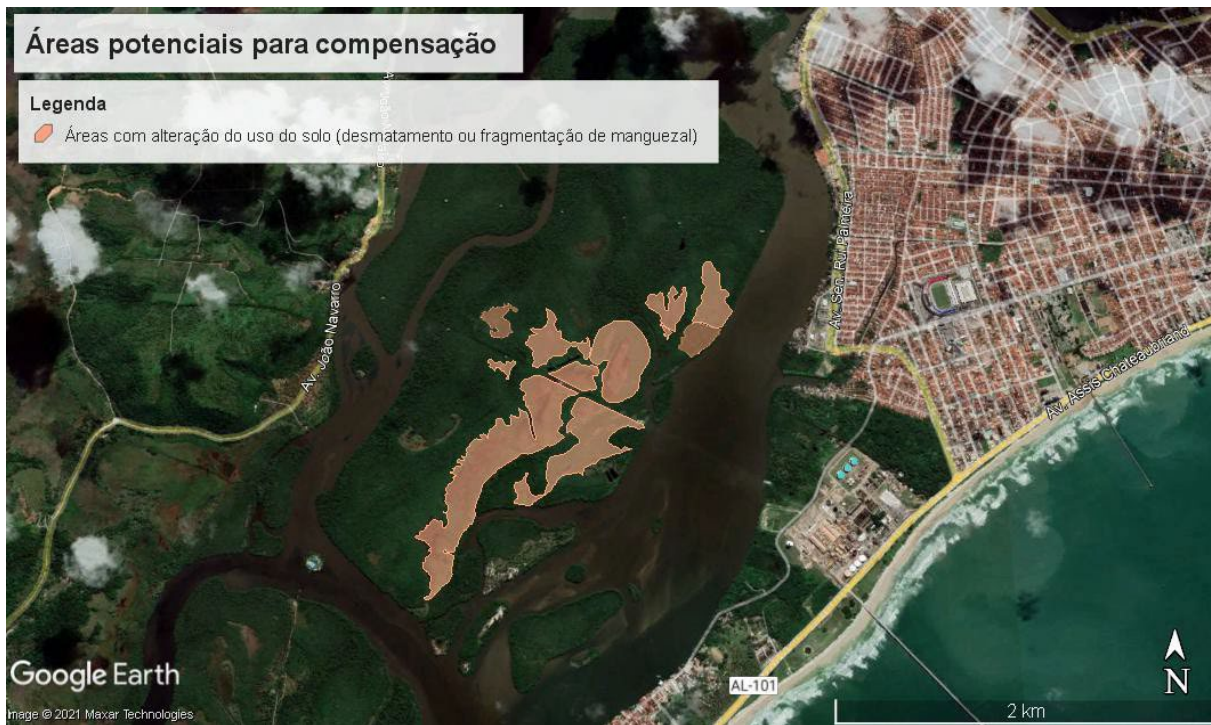 Áreas potenciais para compensação
Legenda
Áreas com alteração do uso do solo (desmatamento ou fragmentação de manguezal)
Av. João Navarro
Av. Sen. Rui Palmeira
Av. Assis Chateaubriand
Google Earth
AL-101
N
Image © 2021 Maxar Technologies
2 km